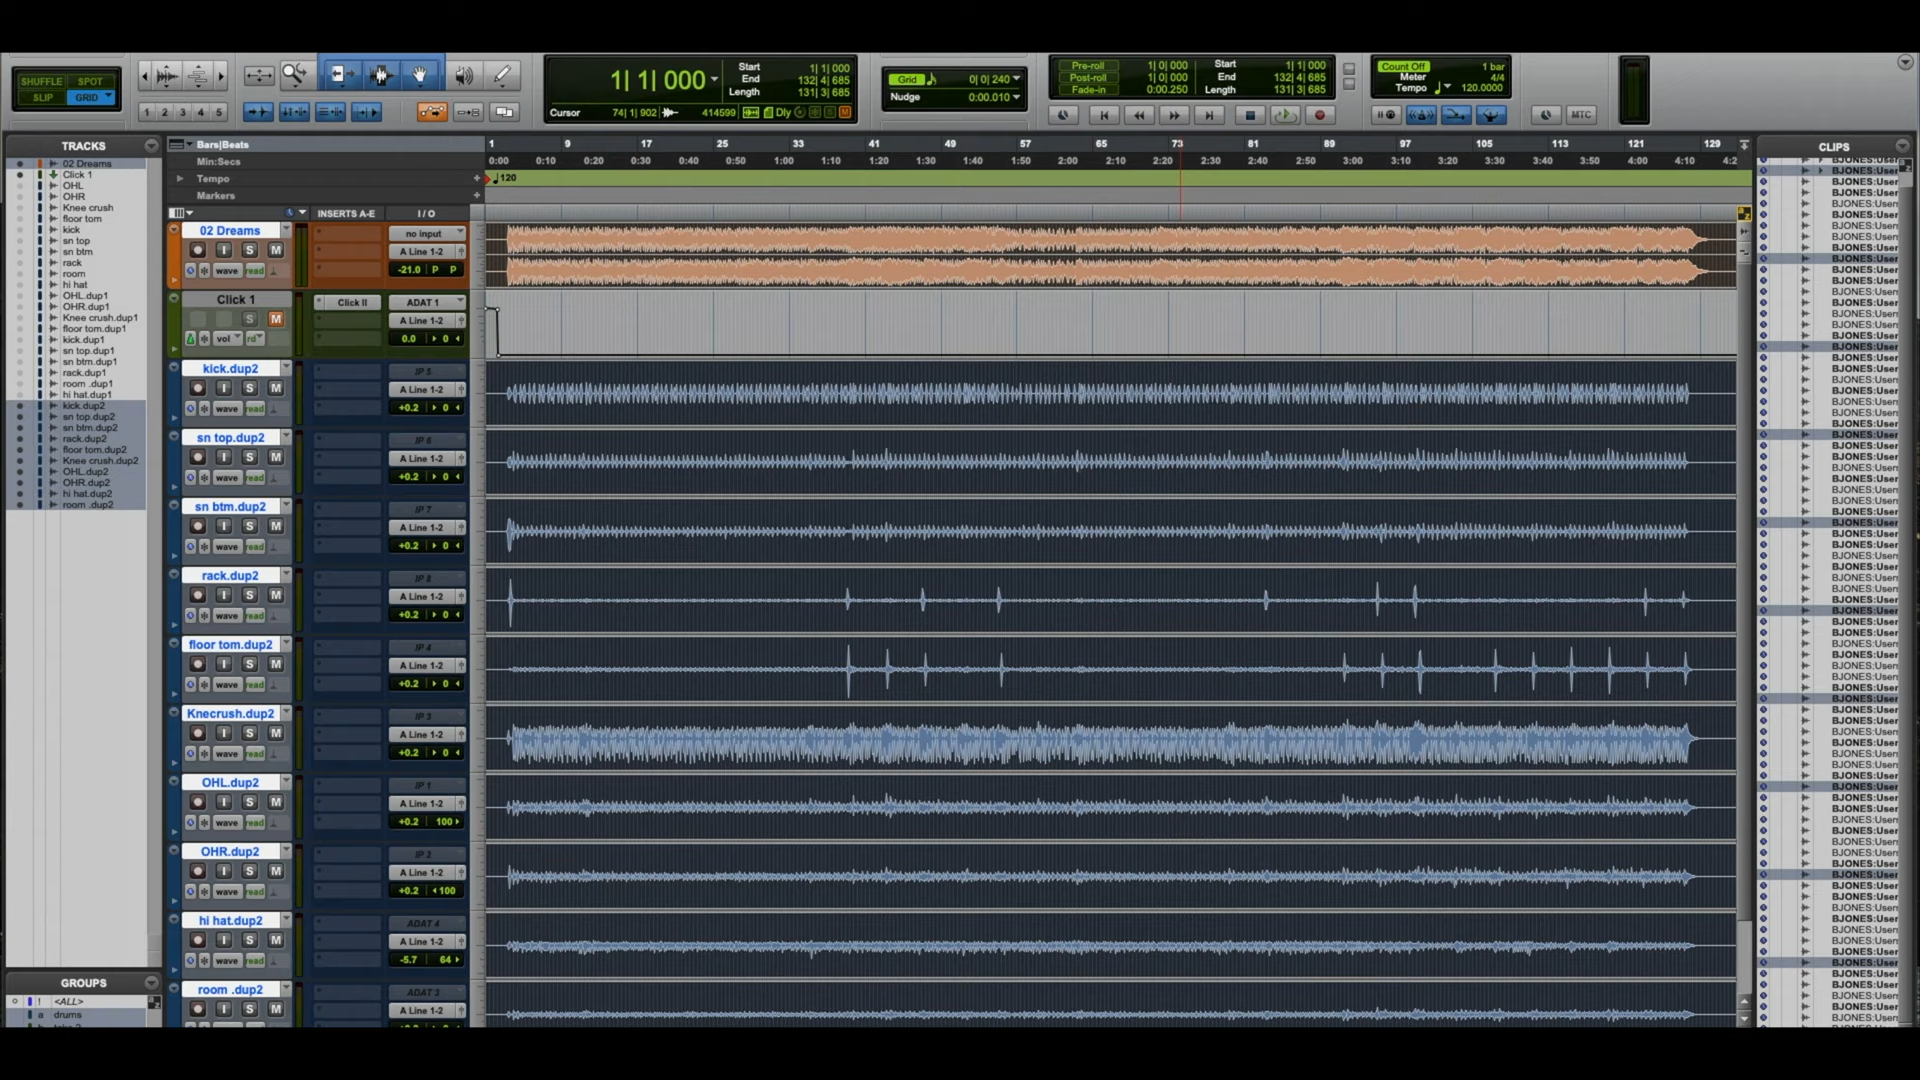 SHUFFLE SPOT
SLIP GRID
1 2 3 4 5
1| 1| 000
Start 1| 1| 000
End 132| 4| 685
Length 131| 3| 685
Cursor 74| 1| 902 414599 Dly
Grid 0| 0| 240
Nudge 0:00.010
Pre-roll 1| 0| 000
Post-roll 1| 0| 000
Fade-in 0:00.250
Start 1| 1| 000
End 132| 4| 685
Length 131| 3| 685
Count Off 1 bar
Meter 4/4
Tempo 120.0000
MTC
TRACKS
02 Dreams
Click 1
OHL
OHR
Knee crush
floor tom
kick
sn top
sn btm
rack
room
hi hat
OHL.dup1
OHR.dup1
Knee crush.dup1
floor tom.dup1
kick.dup1
sn top.dup1
sn btm.dup1
rack.dup1
room .dup1
hi hat.dup1
kick.dup2
sn top.dup2
sn btm.dup2
rack.dup2
floor tom.dup2
Knee crush.dup2
OHL.dup2
OHR.dup2
hi hat.dup2
room .dup2
GROUPS
! <ALL>
a drums
Bars|Beats
1 9 17 25 33 41 49 57 65 73 81 89 97 105 113 121 129
Min:Secs
0:00 0:10 0:20 0:30 0:40 0:50 1:00 1:10 1:20 1:30 1:40 1:50 2:00 2:10 2:20 2:30 2:40 2:50 3:00 3:10 3:20 3:30 3:40 3:50 4:00 4:10 4:2
Tempo
120
Markers
INSERTS A-E I / O
02 Dreams
no input
I S M
A Line 1-2
wave read
-21.0 P P
Click 1
Click II
ADAT 1
S M
A Line 1-2
vol rd
0.0 0
kick.dup2
IP 5
I S M
A Line 1-2
wave read
+0.2 0
sn top.dup2
IP 6
I S M
A Line 1-2
wave read
+0.2 0
sn btm.dup2
IP 7
I S M
A Line 1-2
wave read
+0.2 0
rack.dup2
IP 8
I S M
A Line 1-2
wave read
+0.2 0
floor tom.dup2
IP 4
I S M
A Line 1-2
wave read
+0.2 0
Knecrush.dup2
IP 3
I S M
A Line 1-2
wave read
+0.2 0
OHL.dup2
IP 1
I S M
A Line 1-2
wave read
+0.2 100
OHR.dup2
IP 2
I S M
A Line 1-2
wave read
+0.2 100
hi hat.dup2
ADAT 4
I S M
A Line 1-2
wave read
-5.7 64
room .dup2
ADAT 3
I S M
A Line 1-2
CLIPS